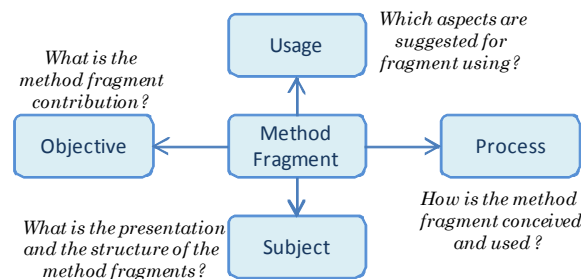 Usage
Which aspects are
suggested for
fragment using?
What is the
method fragment
contribution?
Objective
Method
Fragment
Process
What is the presentation
and the structure of the
method fragments?
Subject
How is the method
fragment conceived
and used ?